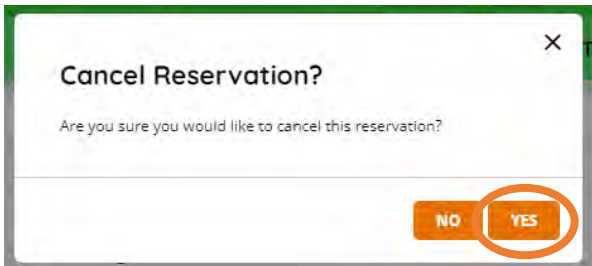 Cancel Reservation?
Are you sure you would like to cancel this reservation?
NO YES